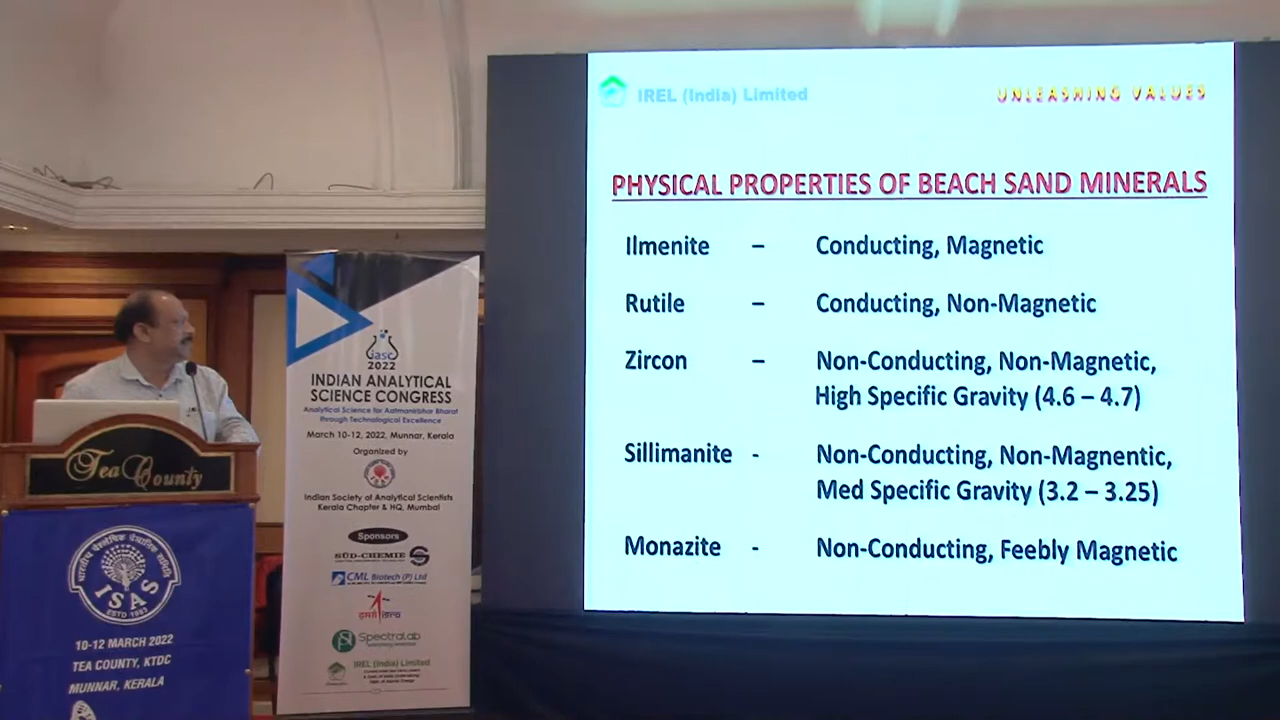 IREL (India) Limited
UNLEASHING VALUES
PHYSICAL PROPERTIES OF BEACH SAND MINERALS
Ilmenite – Conducting, Magnetic
Rutile – Conducting, Non-Magnetic
Zircon – Non-Conducting, Non-Magnetic,
High Specific Gravity (4.6 – 4.7)
Sillimanite - Non-Conducting, Non-Magnentic,
Med Specific Gravity (3.2 – 3.25)
Monazite - Non-Conducting, Feebly Magnetic
iasc
2022
INDIAN ANALYTICAL
SCIENCE CONGRESS
Analytical Science for Aatmanirbhar Bharat
through Technological Excellence
March 10-12, 2022, Munnar, Kerala
Organized by
Indian Society of Analytical Scientists
Kerala Chapter & HQ, Mumbai
Sponsors
SÜD-CHEMIE
CML Biotech (P) Ltd
इसरो isro
Spectralab
IREL (India) Limited
Tea County
ISAS
ESTD 1983
10-12 MARCH 2022
TEA COUNTY, KTDC
MUNNAR, KERALA